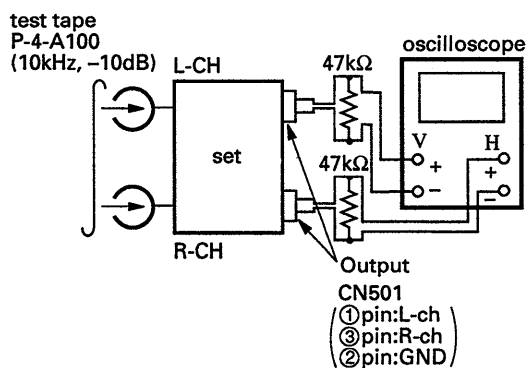 test tape
P-4-A100
(10kHz, –10dB)
L-CH
47kΩ
oscilloscope
set
V
H
+
–
+
–
47kΩ
R-CH
Output
CN501
①pin:L-ch
③pin:R-ch
②pin:GND